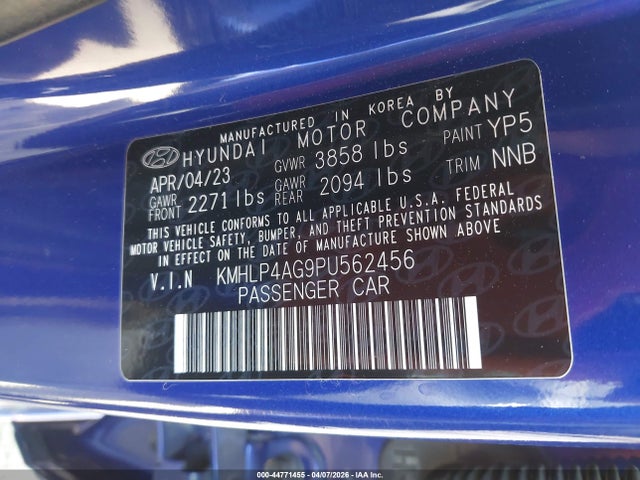 MANUFACTURED IN KOREA BY
HYUNDAI MOTOR COMPANY
APR/04/23 GVWR 3858 lbs PAINT YP5
GAWR FRONT 2271 lbs GAWR REAR 2094 lbs TRIM NNB
THIS VEHICLE CONFORMS TO ALL APPLICABLE U.S.A. FEDERAL
MOTOR VEHICLE SAFETY, BUMPER, AND THEFT PREVENTION STANDARDS
IN EFFECT ON THE DATE OF MANUFACTURE SHOWN ABOVE
V.I.N KMHLP4AG9PU562456
PASSENGER CAR
000-44771455 - 04/07/2026 - IAA Inc.